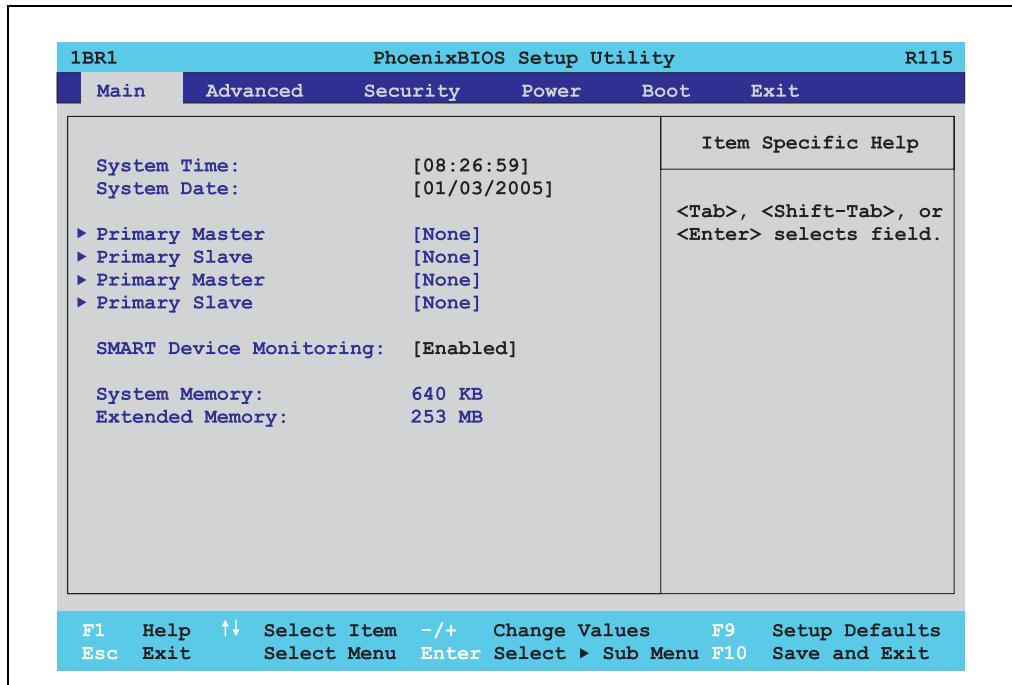 1BR1 PhoenixBIOS Setup Utility R115
Main Advanced Security Power Boot Exit
System Time: [08:26:59]
System Date: [01/03/2005]
▶ Primary Master [None]
▶ Primary Slave [None]
▶ Primary Master [None]
▶ Primary Slave [None]
SMART Device Monitoring: [Enabled]
System Memory: 640 KB
Extended Memory: 253 MB
Item Specific Help
<Tab>, <Shift-Tab>, or
<Enter> selects field.
F1 Help ↑↓ Select Item -/+ Change Values F9 Setup Defaults
Esc Exit Select Menu Enter Select ▶ Sub Menu F10 Save and Exit